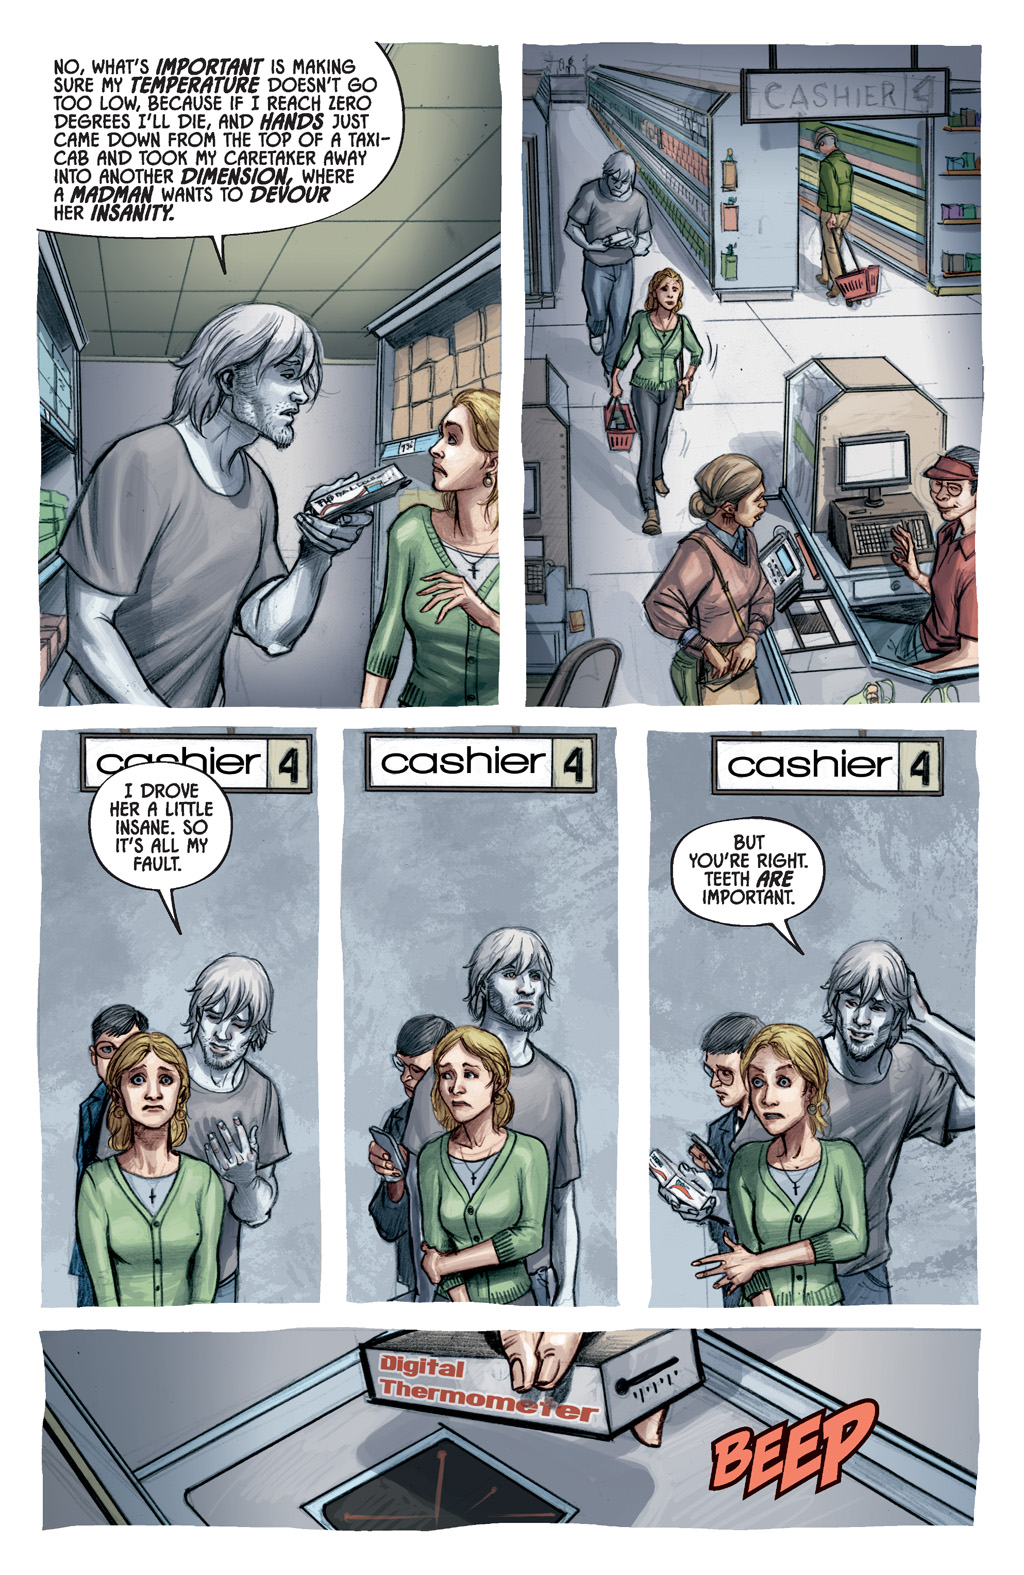 NO, WHAT'S IMPORTANT IS MAKING
SURE MY TEMPERATURE DOESN'T GO
TOO LOW, BECAUSE IF I REACH ZERO
DEGREES I'LL DIE, AND HANDS JUST
CAME DOWN FROM THE TOP OF A TAXI-
CAB AND TOOK MY CARETAKER AWAY
INTO ANOTHER DIMENSION, WHERE
A MADMAN WANTS TO DEVOUR
HER INSANITY.
CASHIER 4
cashier 4
I DROVE
HER A LITTLE
INSANE. SO
IT'S ALL MY
FAULT.
cashier 4
cashier 4
BUT
YOU'RE RIGHT.
TEETH ARE
IMPORTANT.
Digital
Thermometer
BEEP